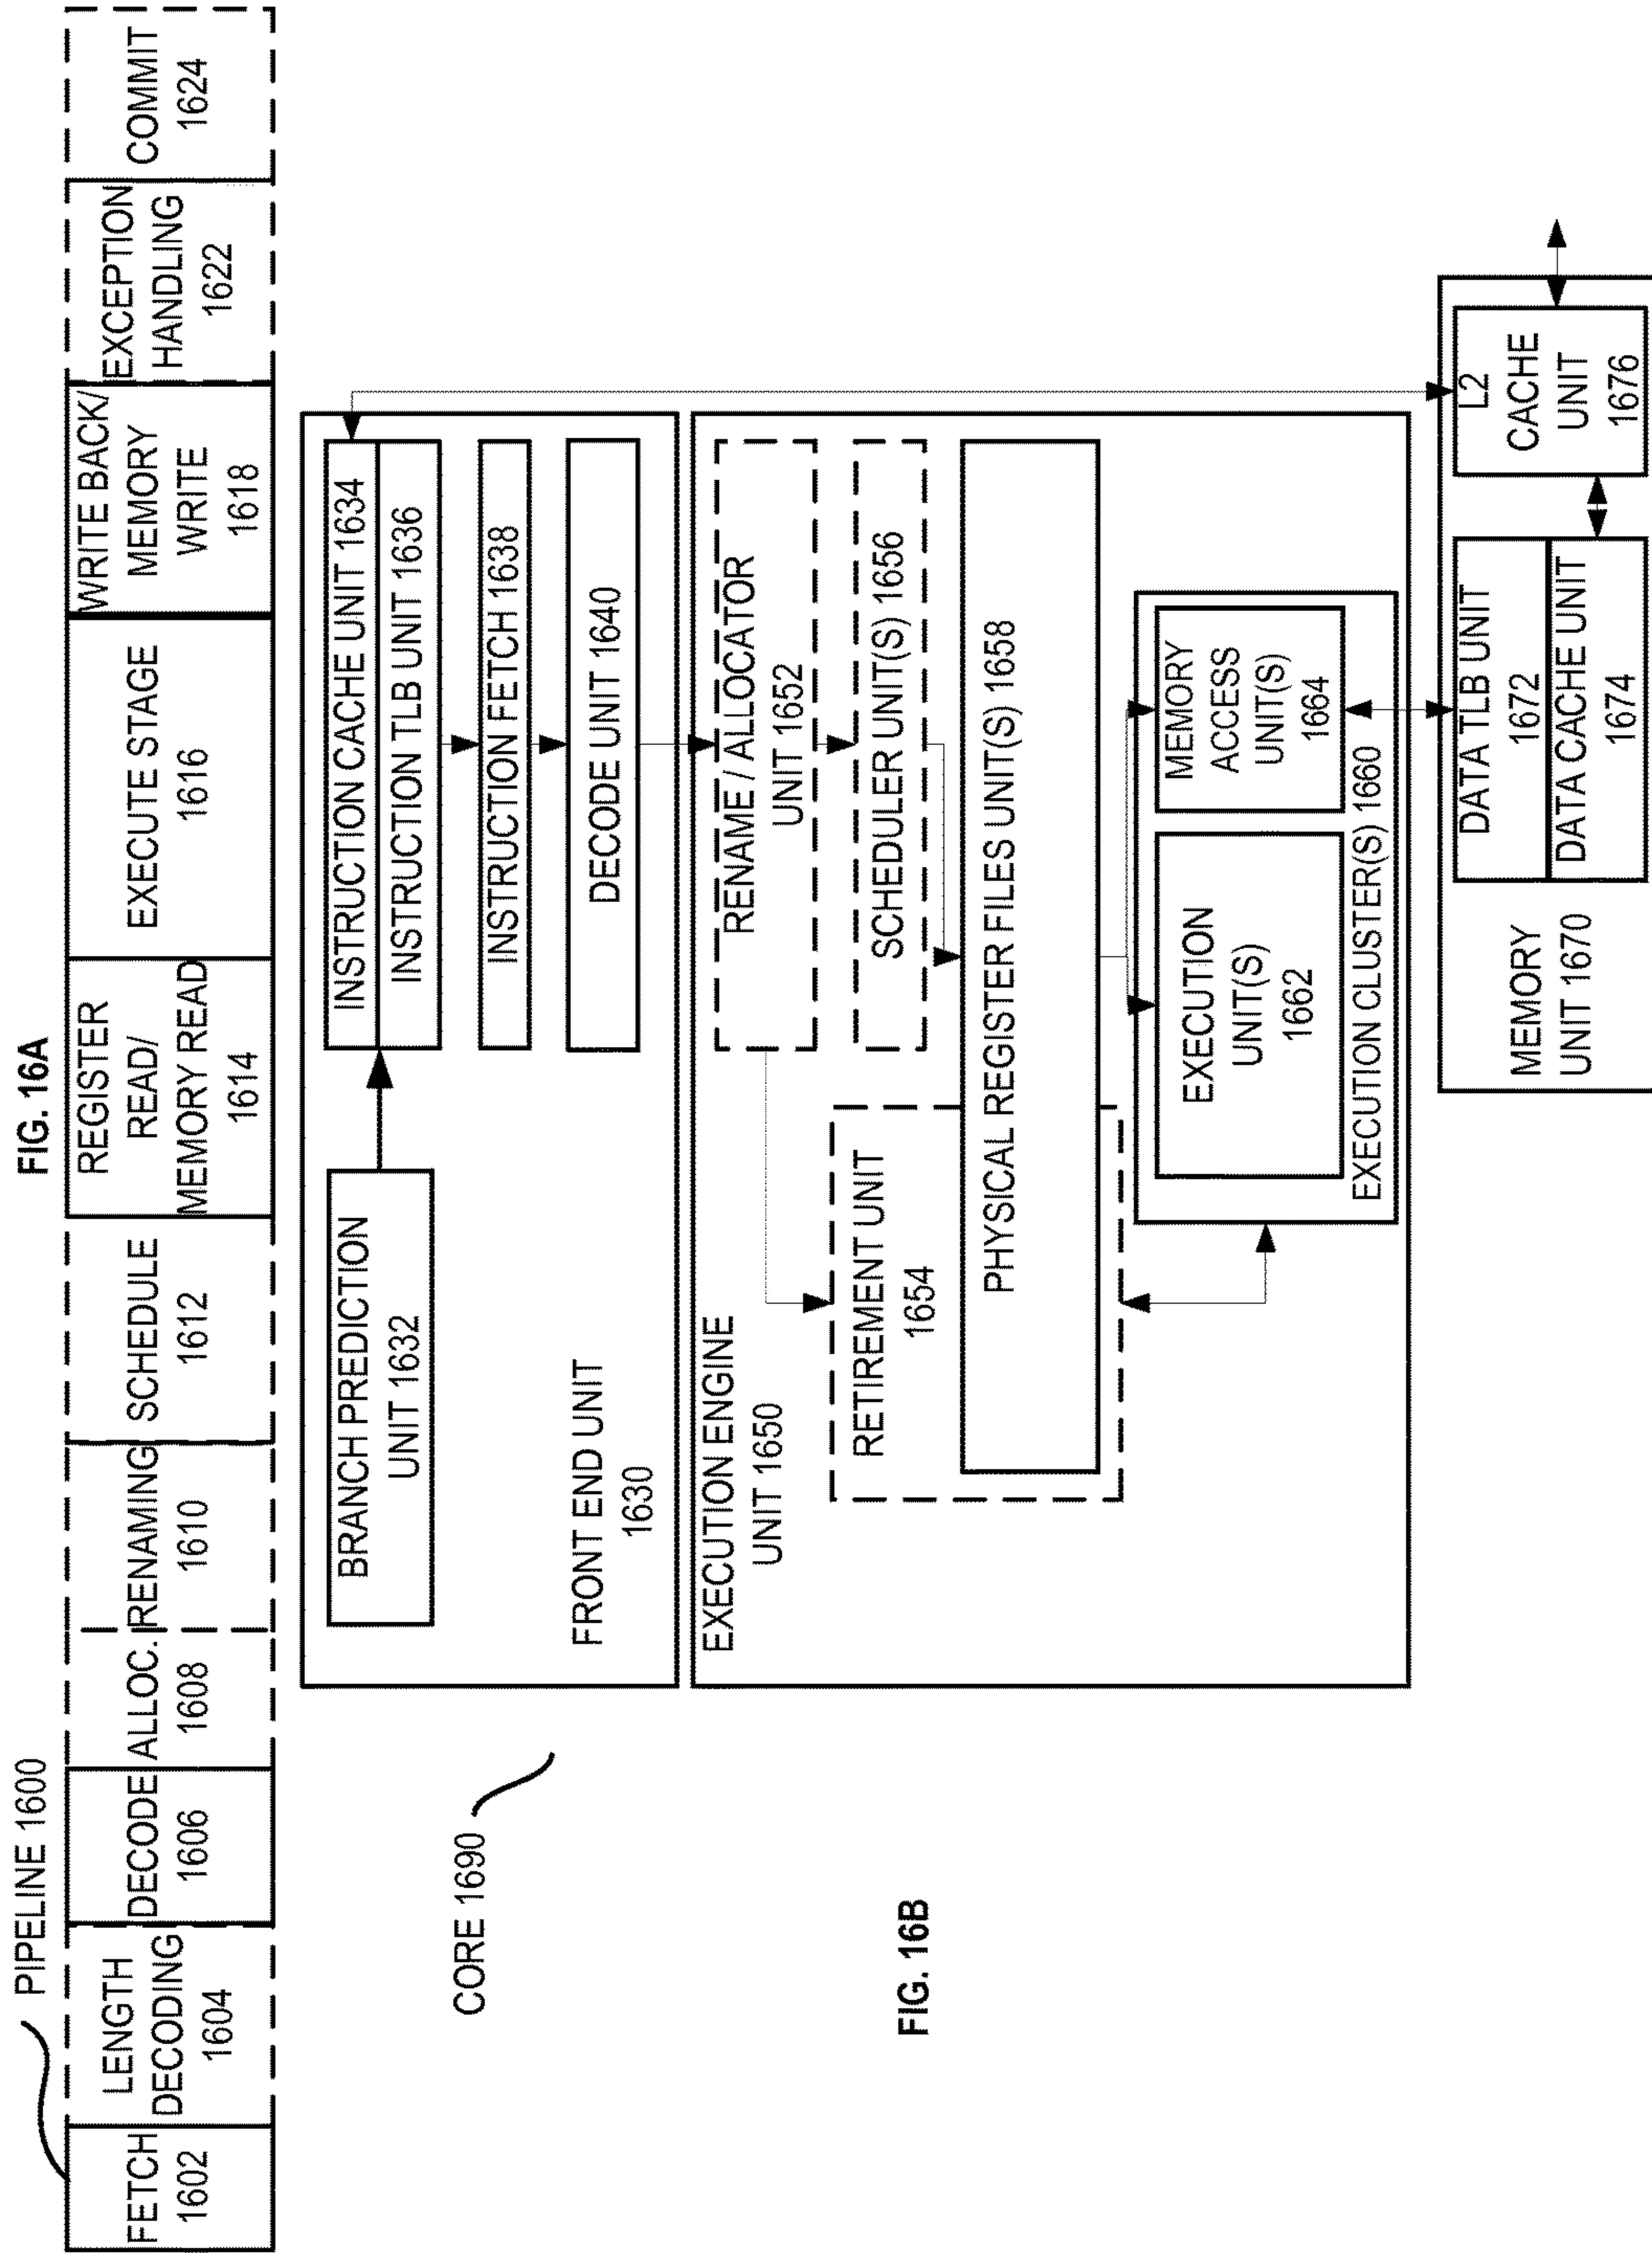 PIPELINE 1600
FIG. 16A
FETCH
1602
LENGTH
DECODING
1604
DECODE
1606
ALLOC.
1608
RENAMING
1610
SCHEDULE
1612
REGISTER
READ/
MEMORY READ
1614
EXECUTE STAGE
1616
WRITE BACK/
MEMORY
WRITE
1618
EXCEPTION
HANDLING
1622
COMMIT
1624
CORE 1690
BRANCH PREDICTION
UNIT 1632
INSTRUCTION CACHE UNIT 1634
INSTRUCTION TLB UNIT 1636
INSTRUCTION FETCH 1638
DECODE UNIT 1640
FRONT END UNIT
1630
EXECUTION ENGINE
UNIT 1650
RENAME / ALLOCATOR
UNIT 1652
RETIREMENT UNIT
1654
SCHEDULER UNIT(S) 1656
PHYSICAL REGISTER FILES UNIT(S) 1658
EXECUTION
UNIT(S)
1662
MEMORY
ACCESS
UNIT(S)
1664
EXECUTION CLUSTER(S) 1660
FIG. 16B
MEMORY
UNIT 1670
DATA TLB UNIT
1672
DATA CACHE UNIT
1674
L2
CACHE
UNIT
1676